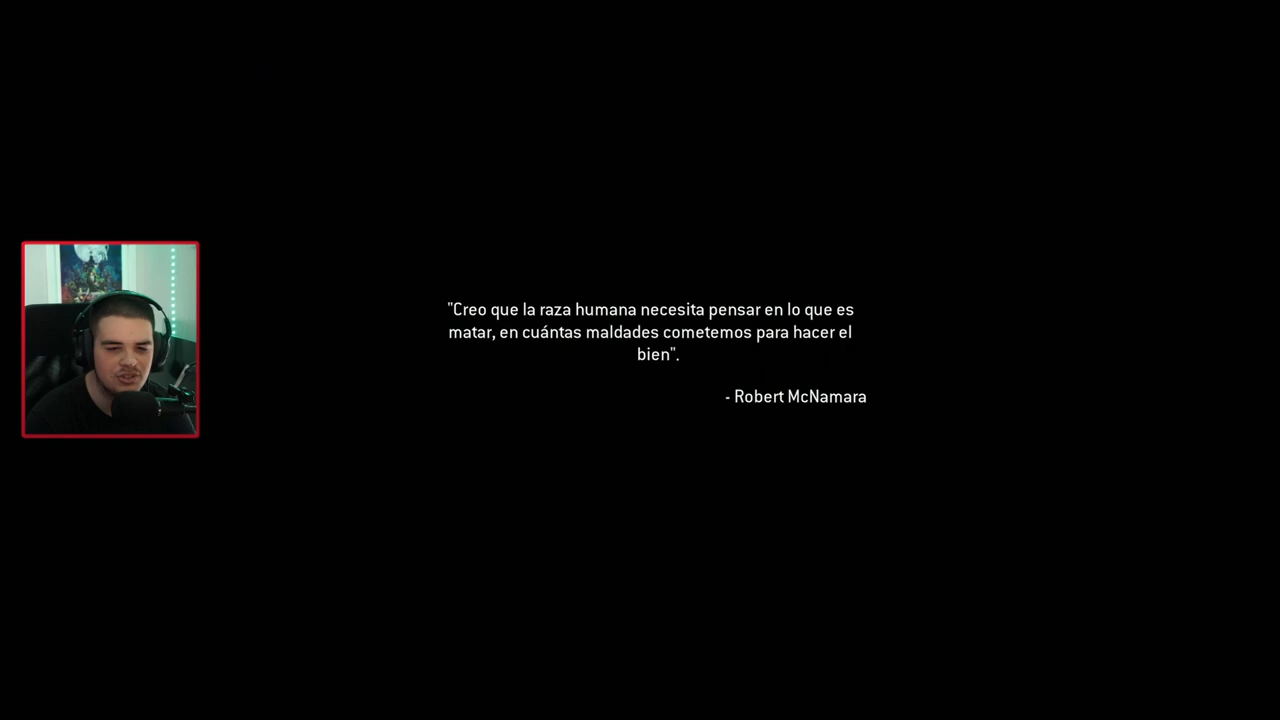 "Creo que la raza humana necesita pensar en lo que es
matar, en cuántas maldades cometemos para hacer el
bien".
- Robert McNamara